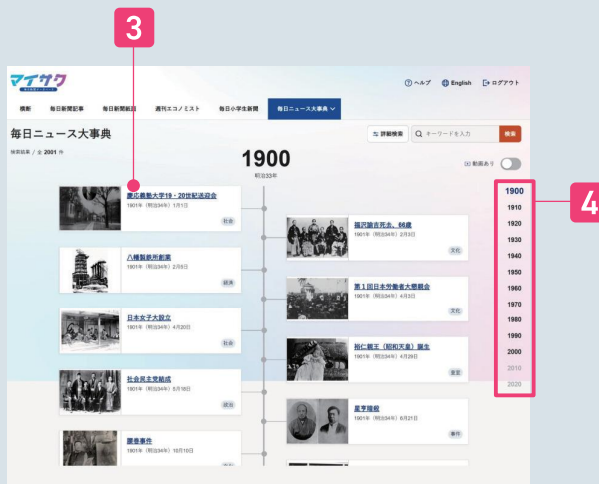 3
マイサク
ヘルプ
English
ログアウト
横断
毎日新聞記事
毎日新聞紙面
週刊エコノミスト
毎日小学生新聞
毎日ニュース大事典
毎日ニュース大事典
詳細検索
キーワードを入力
検索
検索結果 / 全 2001 件
1900
明治33年
動画あり
慶応義塾大学19・20世紀送迎会
1901年（明治34年）1月1日
社会
福沢諭吉死去、66歳
1901年（明治34年）2月3日
文化
八幡製鉄所創業
1901年（明治34年）2月5日
経済
第1回日本労働者大懇親会
1901年（明治34年）4月3日
文化
日本女子大設立
1901年（明治34年）4月20日
社会
裕仁親王（昭和天皇）誕生
1901年（明治34年）4月29日
皇室
社会民主党結成
1901年（明治34年）5月18日
政治
星亨暗殺
1901年（明治34年）6月21日
事件
1901年（明治34年）10月10日
1900
1910
1920
1930
1940
1950
1960
1970
1980
1990
2000
2010
2020
4